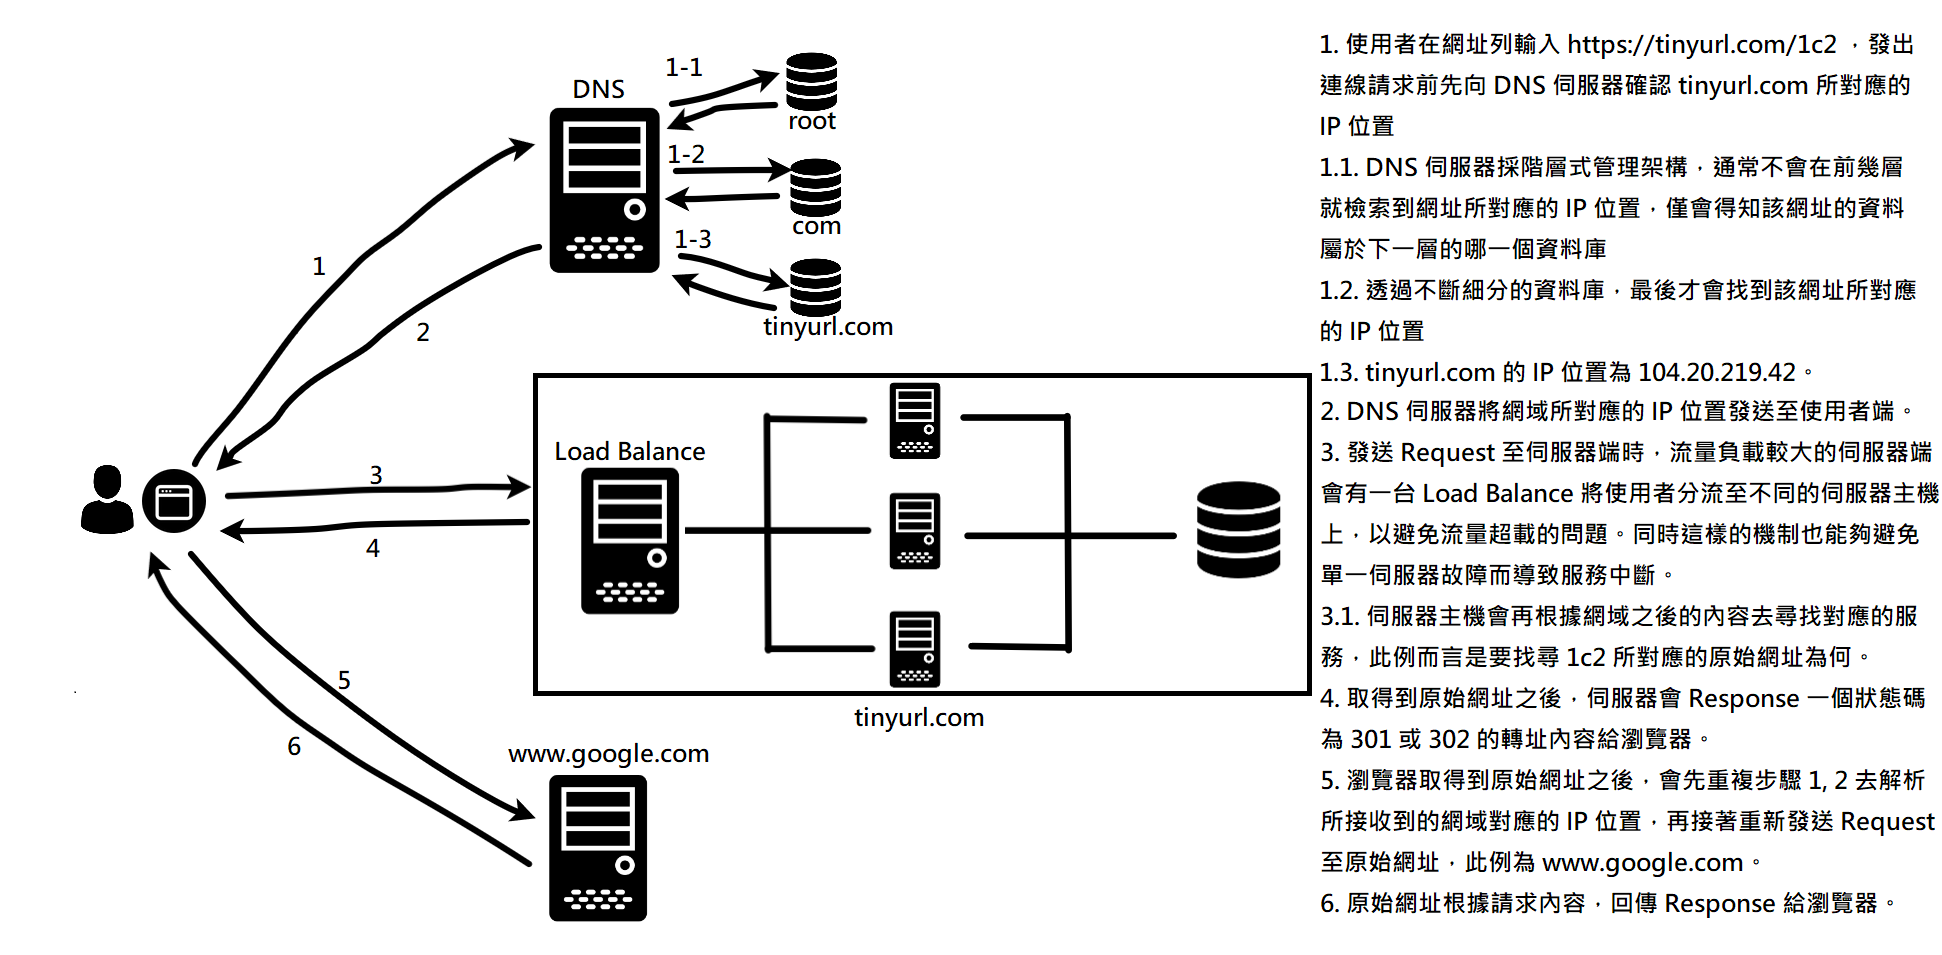 DNS
1-1
root
1-2
com
1-3
tinyurl.com
1
2
Load Balance
3
4
tinyurl.com
5
6
www.google.com
1. 使用者在網址列輸入 https://tinyurl.com/1c2 ，發出
連線請求前先向 DNS 伺服器確認 tinyurl.com 所對應的
IP 位置
1.1. DNS 伺服器採階層式管理架構，通常不會在前幾層
就檢索到網址所對應的 IP 位置，僅會得知該網址的資料
屬於下一層的哪一個資料庫
1.2. 透過不斷細分的資料庫，最後才會找到該網址所對應
的 IP 位置
1.3. tinyurl.com 的 IP 位置為 104.20.219.42。
2. DNS 伺服器將網域所對應的 IP 位置發送至使用者端。
3. 發送 Request 至伺服器端時，流量負載較大的伺服器端
會有一台 Load Balance 將使用者分流至不同的伺服器主機
上，以避免流量超載的問題。同時這樣的機制也能夠避免
單一伺服器故障而導致服務中斷。
3.1. 伺服器主機會再根據網域之後的內容去尋找對應的服
務，此例而言是要找尋 1c2 所對應的原始網址為何。
4. 取得到原始網址之後，伺服器會 Response 一個狀態碼
為 301 或 302 的轉址內容給瀏覽器。
5. 瀏覽器取得到原始網址之後，會先重複步驟 1, 2 去解析
所接收到的網域對應的 IP 位置，再接著重新發送 Request
至原始網址，此例為 www.google.com。
6. 原始網址根據請求內容，回傳 Response 給瀏覽器。